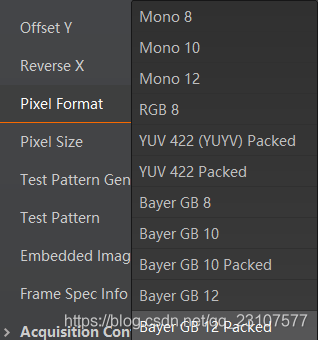 Offset Y
Reverse X
Pixel Format
Pixel Size
Test Pattern Gen
Test Pattern
Embedded Imag
Frame Spec Info
Acquisition Con
Mono 8
Mono 10
Mono 12
RGB 8
YUV 422 (YUYV) Packed
YUV 422 Packed
Bayer GB 8
Bayer GB 10
Bayer GB 10 Packed
Bayer GB 12
Bayer GB 12 Packed
https://blog.csdn.net/qq_23107577